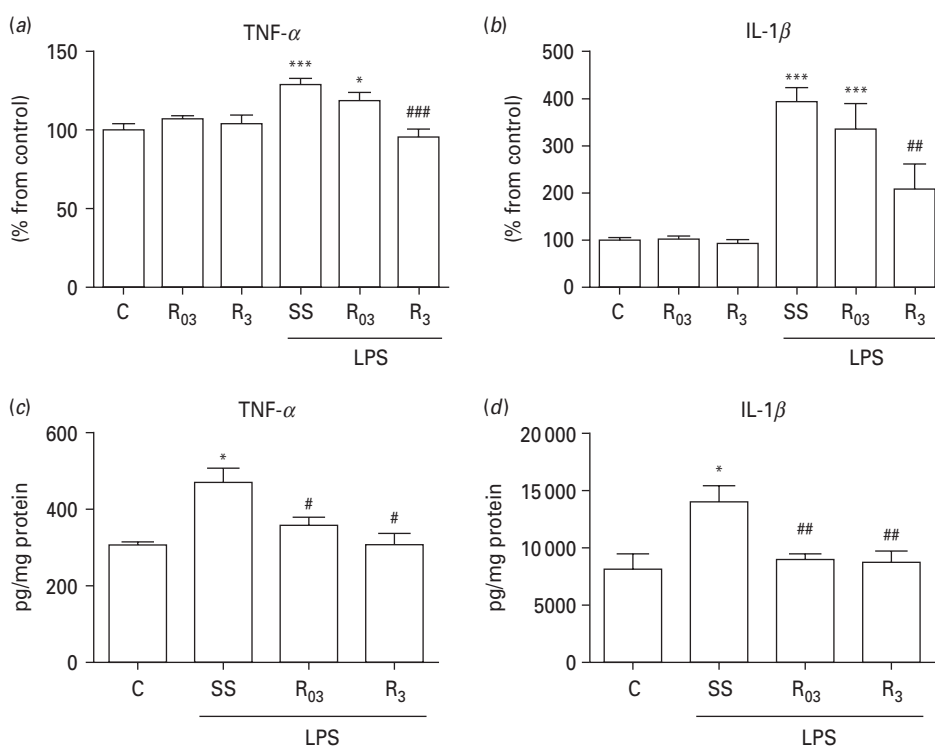 (a)
TNF-α
(% from control)
150
100
50
0
***
*
###
C R03 R3 SS R03 R3
LPS
(b)
IL-1β
(% from control)
500
400
300
200
100
0
***
***
##
C R03 R3 SS R03 R3
LPS
(c)
TNF-α
pg/mg protein
600
400
200
0
*
#
#
C SS R03 R3
LPS
(d)
IL-1β
pg/mg protein
20 000
15 000
10 000
5000
0
*
##
##
C SS R03 R3
LPS